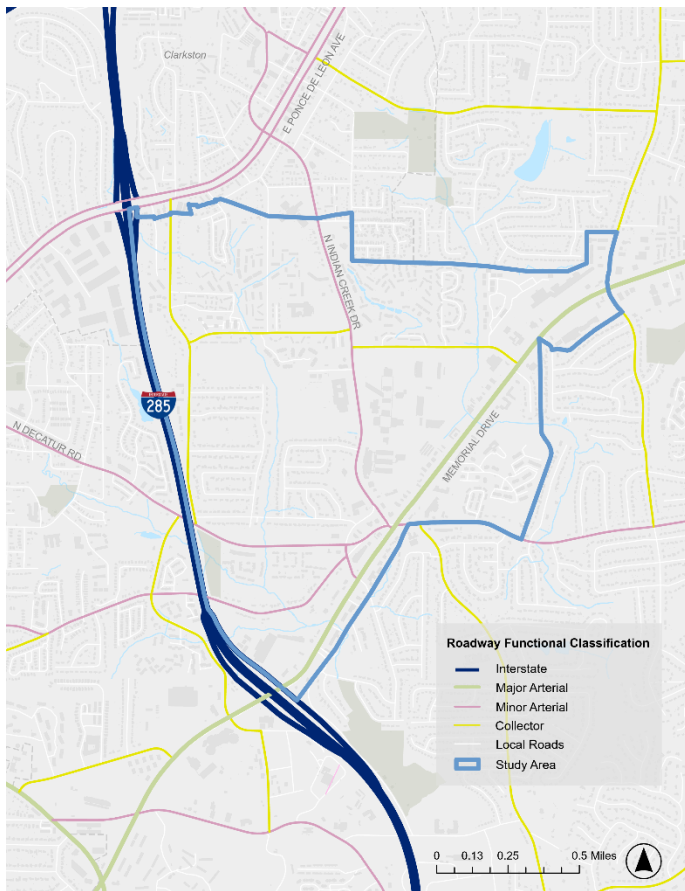 Clarkston
E PONCE DE LEON AVE
N INDIAN CREEK DR
INTERSTATE
285
N DECATUR RD
MEMORIAL DRIVE
Roadway Functional Classification
Interstate
Major Arterial
Minor Arterial
Collector
Local Roads
Study Area
0 0.13 0.25 0.5 Miles